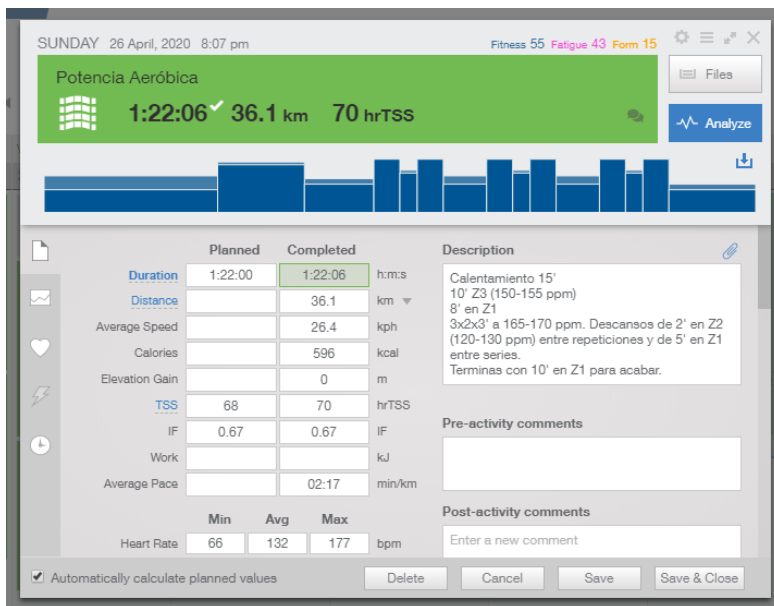 SUNDAY 26 April, 2020 8:07 pm
Fitness 55 Fatigue 43 Form 15
Potencia Aeróbica
1:22:06 36.1 km 70 hrTSS
Files
Analyze
Planned Completed
Duration 1:22:00 1:22:06 h:m:s
Distance 36.1 km
Average Speed 26.4 kph
Calories 596 kcal
Elevation Gain 0 m
TSS 68 70 hrTSS
IF 0.67 0.67 IF
Work kJ
Average Pace 02:17 min/km
Min Avg Max
Heart Rate 66 132 177 bpm
Description
Calentamiento 15'
10' Z3 (150-155 ppm)
8' en Z1
3x2x3' a 165-170 ppm. Descansos de 2' en Z2
(120-130 ppm) entre repeticiones y de 5' en Z1
entre series.
Terminas con 10' en Z1 para acabar.
Pre-activity comments
Post-activity comments
Enter a new comment
Automatically calculate planned values
Delete Cancel Save Save & Close